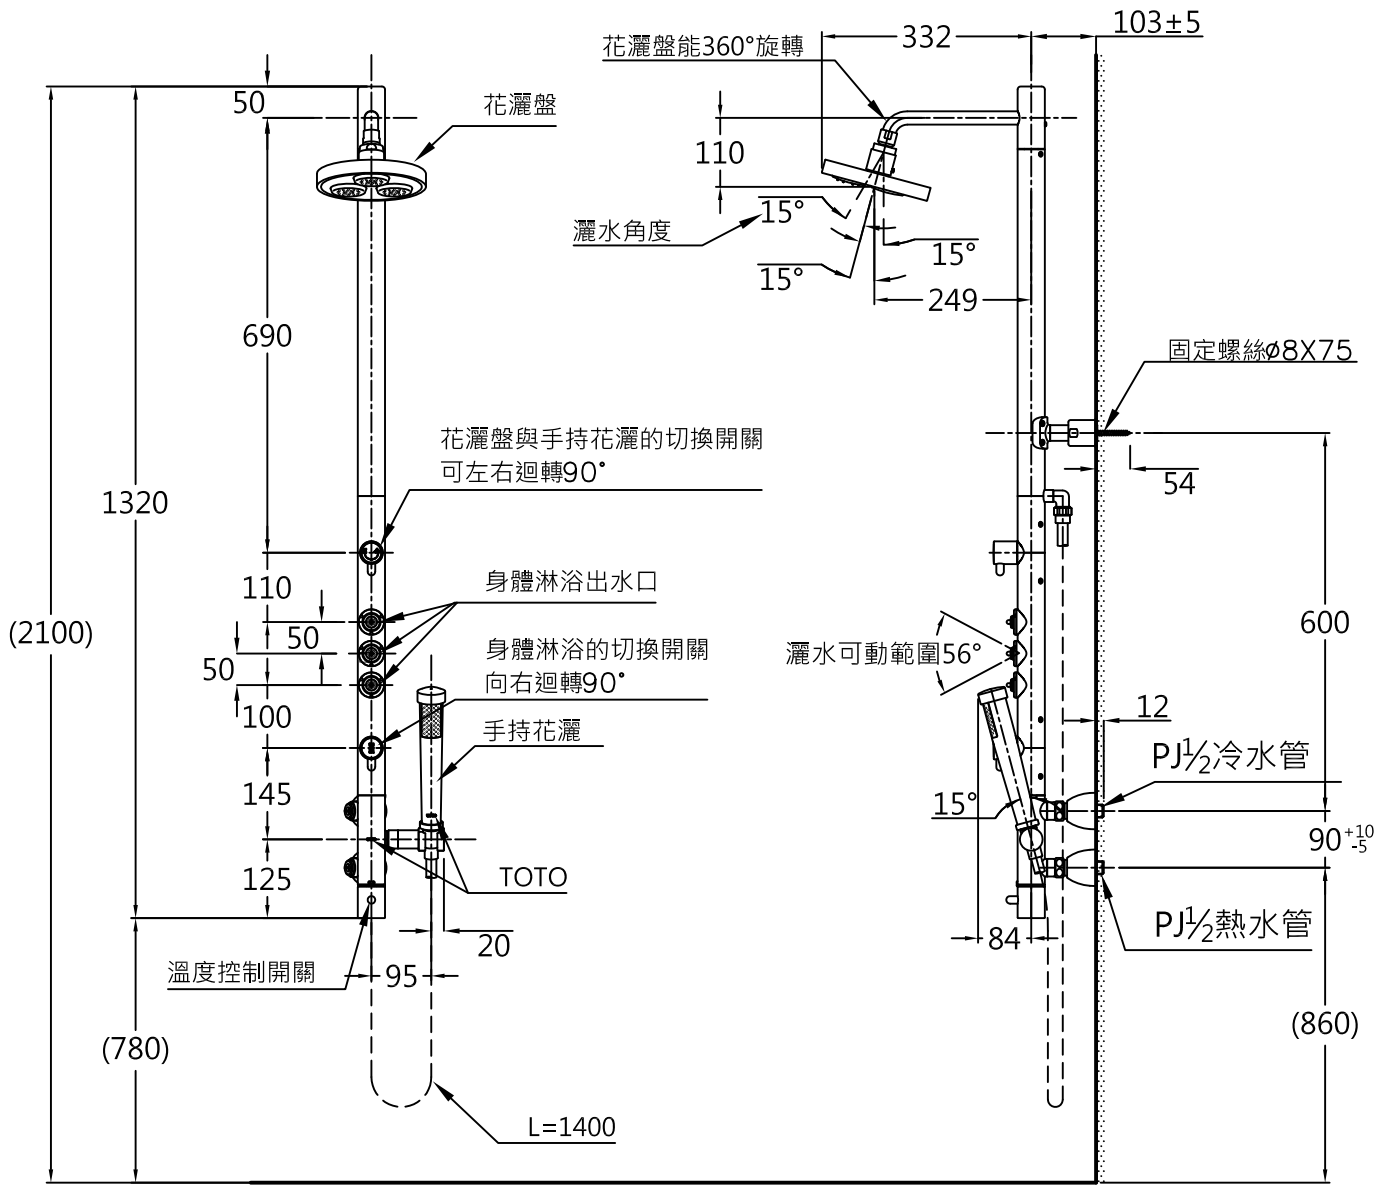 103±5
332
花灑盤能360°旋轉
50
花灑盤
110
15°
灑水角度
15°
15°
249
690
固定螺絲ø8X75
花灑盤與手持花灑的切換開關
可左右迴轉90°
54
1320
110
身體淋浴出水口
(2100)
50
600
身體淋浴的切換開關
向右迴轉90°
灑水可動範圍56°
50
100
12
手持花灑
PJ½冷水管
145
15°
90 +10 -5
125
TOTO
PJ½熱水管
20
84
溫度控制開關
95
(780)
(860)
L=1400